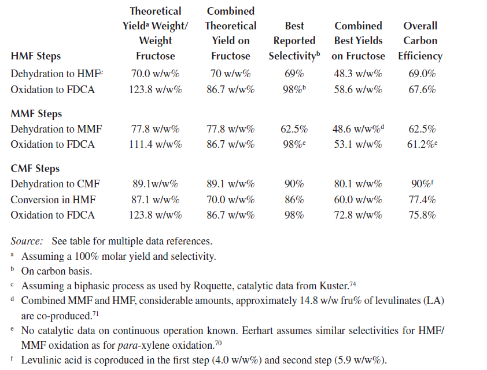 Theoretical Combined
Yieldᵃ Weight/ Theoretical Best Combined Overall
Weight Yield on Reported Best Yields Carbon
HMF Steps Fructose Fructose Selectivityᵇ on Fructose Efficiency
Dehydration to HMFᶜ 70.0 w/w% 70 w/w% 69% 48.3 w/w% 69.0%
Oxidation to FDCA 123.8 w/w% 86.7 w/w% 98%ᵇ 58.6 w/w% 67.6%
MMF Steps
Dehydration to MMF 77.8 w/w% 77.8 w/w% 62.5% 48.6 w/w%ᵈ 62.5%
Oxidation to FDCA 111.4 w/w% 86.7 w/w% 98%ᵉ 53.1 w/w% 61.2%ᵉ
CMF Steps
Dehydration to CMF 89.1w/w% 89.1 w/w% 90% 80.1 w/w% 90%ᶠ
Conversion in HMF 87.1 w/w% 70.0 w/w% 86% 60.0 w/w% 77.4%
Oxidation to FDCA 123.8 w/w% 86.7 w/w% 98% 72.8 w/w% 75.8%
Source: See table for multiple data references.
ᵃ Assuming a 100% molar yield and selectivity.
ᵇ On carbon basis.
ᶜ Assuming a biphasic process as used by Roquette, catalytic data from Kuster.⁷⁴
ᵈ Combined MMF and HMF, considerable amounts, approximately 14.8 w/w fru% of levulinates (LA)
are co-produced.⁷¹
ᵉ No catalytic data on continuous operation known. Eerhart assumes similar selectivities for HMF/
MMF oxidation as for para-xylene oxidation.⁷⁰
ᶠ Levulinic acid is coproduced in the first step (4.0 w/w%) and second step (5.9 w/w%).